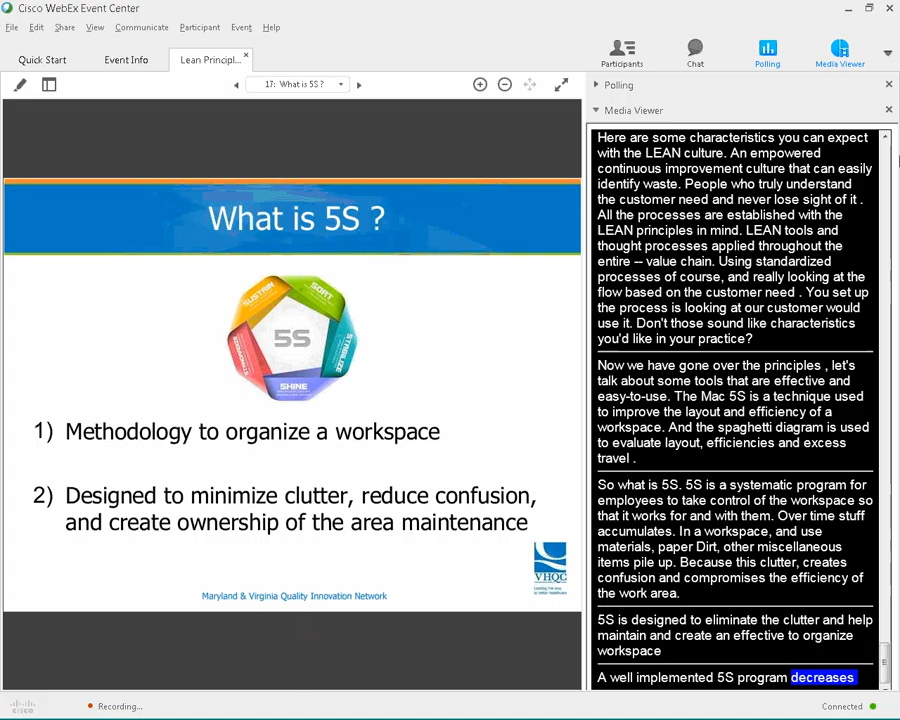 Cisco WebEx Event Center
File Edit Share View Communicate Participant Event Help
Quick Start Event Info Lean Principl...
Participants Chat Polling Media Viewer
17: What is 5S ?
Polling
Media Viewer
What is 5S ?
SUSTAIN
SORT
5S
STANDARDIZE
STABILIZE
SHINE
1) Methodology to organize a workspace
2) Designed to minimize clutter, reduce confusion,
and create ownership of the area maintenance
VHQC
Maryland & Virginia Quality Innovation Network
Here are some characteristics you can expect
with the LEAN culture. An empowered
continuous improvement culture that can easily
identify waste. People who truly understand
the customer need and never lose sight of it .
All the processes are established with the
LEAN principles in mind. LEAN tools and
thought processes applied throughout the
entire -- value chain. Using standardized
processes of course, and really looking at the
flow based on the customer need . You set up
the process is looking at our customer would
use it. Don't those sound like characteristics
you'd like in your practice?
Now we have gone over the principles , let's
talk about some tools that are effective and
easy-to-use. The Mac 5S is a technique used
to improve the layout and efficiency of a
workspace. And the spaghetti diagram is used
to evaluate layout, efficiencies and excess
travel .
So what is 5S. 5S is a systematic program for
employees to take control of the workspace so
that it works for and with them. Over time stuff
accumulates. In a workspace, and use
materials, paper Dirt, other miscellaneous
items pile up. Because this clutter, creates
confusion and compromises the efficiency of
the work area.
5S is designed to eliminate the clutter and help
maintain and create an effective to organize
workspace
A well implemented 5S program decreases
cisco
Recording...
Connected